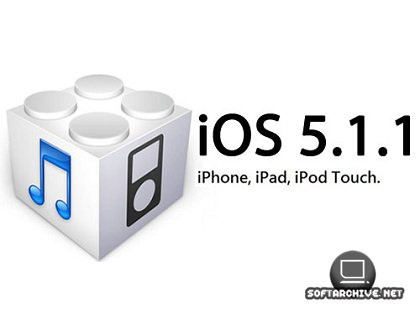 iOS 5.1.1
iPhone, iPad, iPod Touch.
SOFTARCHIVE.NET